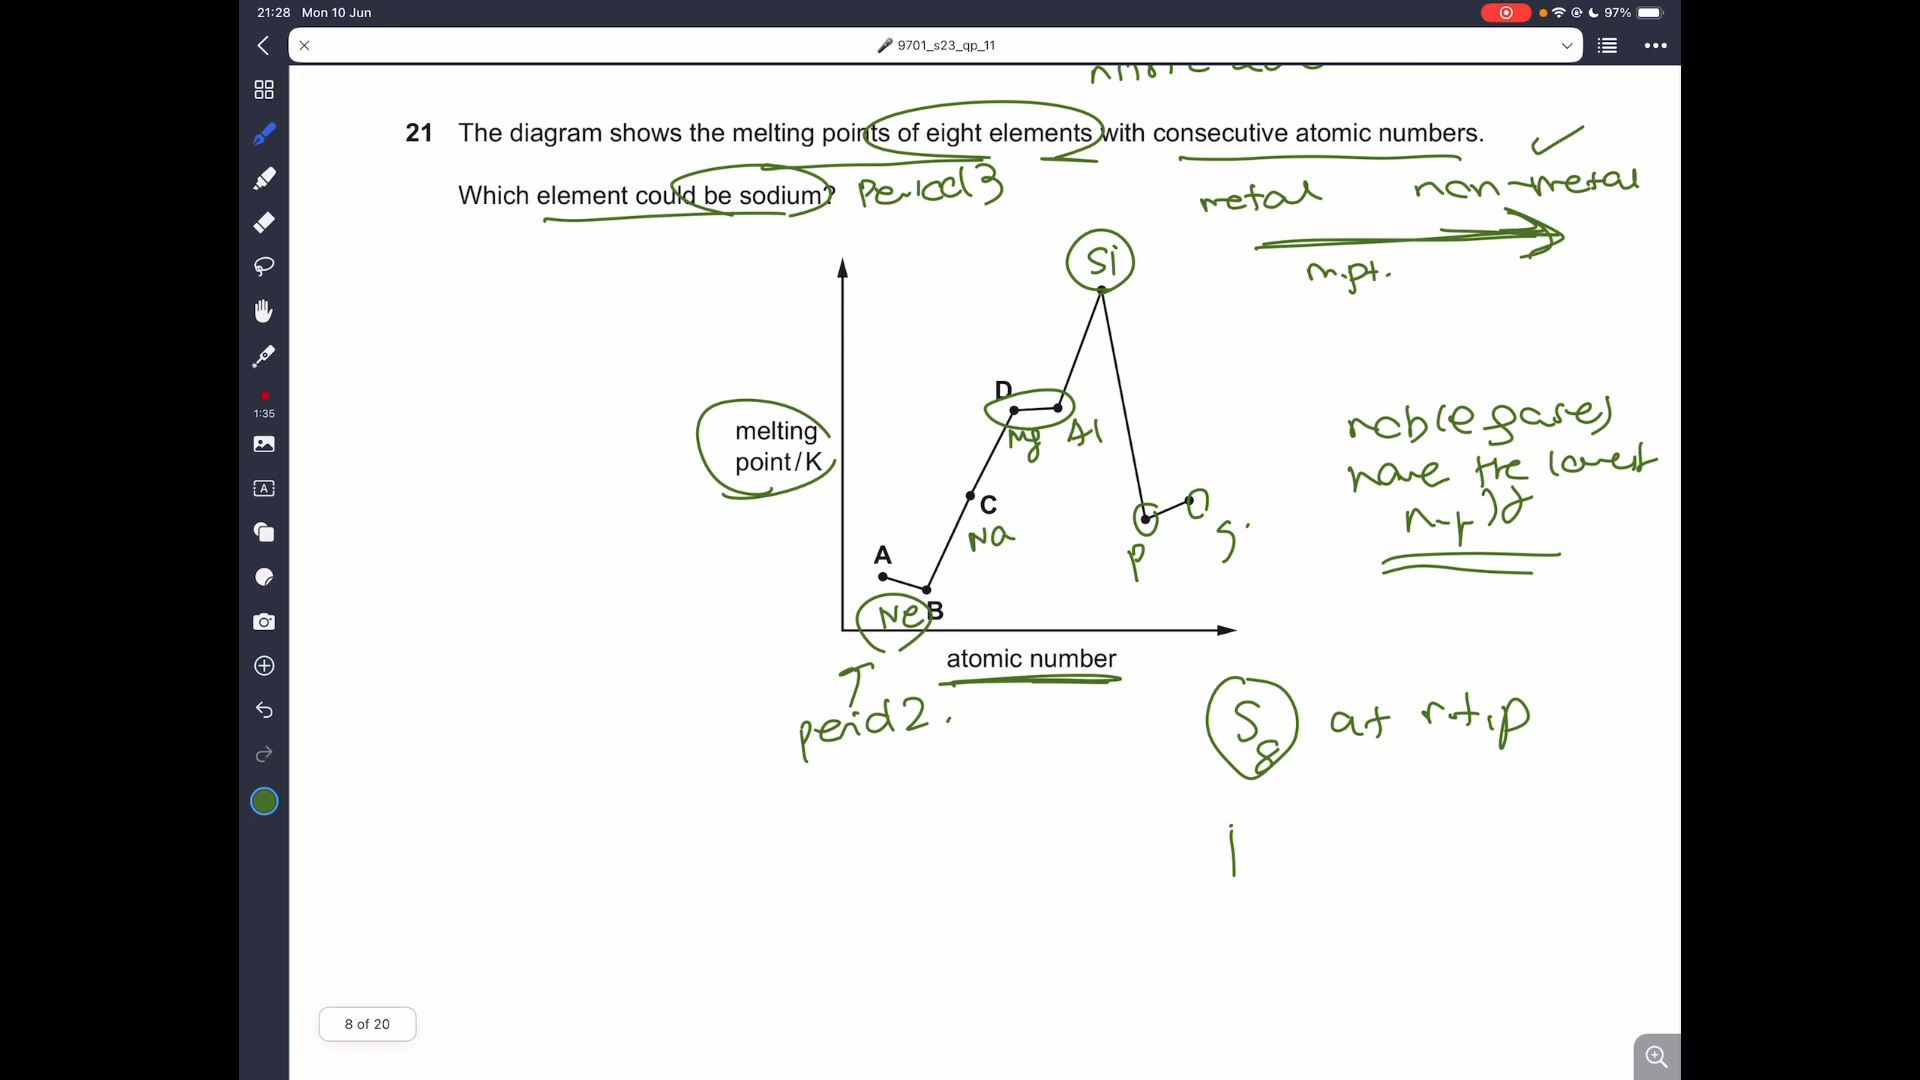 21:28 Mon 10 Jun
97%
9701_s23_qp_11
21 The diagram shows the melting points of eight elements with consecutive atomic numbers.
Which element could be sodium? Period 3
metal non-metal
m.pt.
Si
D
Mg Al
melting
point/K
C
Na
A
Ne B
P
S
noble gases)
have the lowest
atomic number
period 2.
S8 at r.t.p
1:35
8 of 20